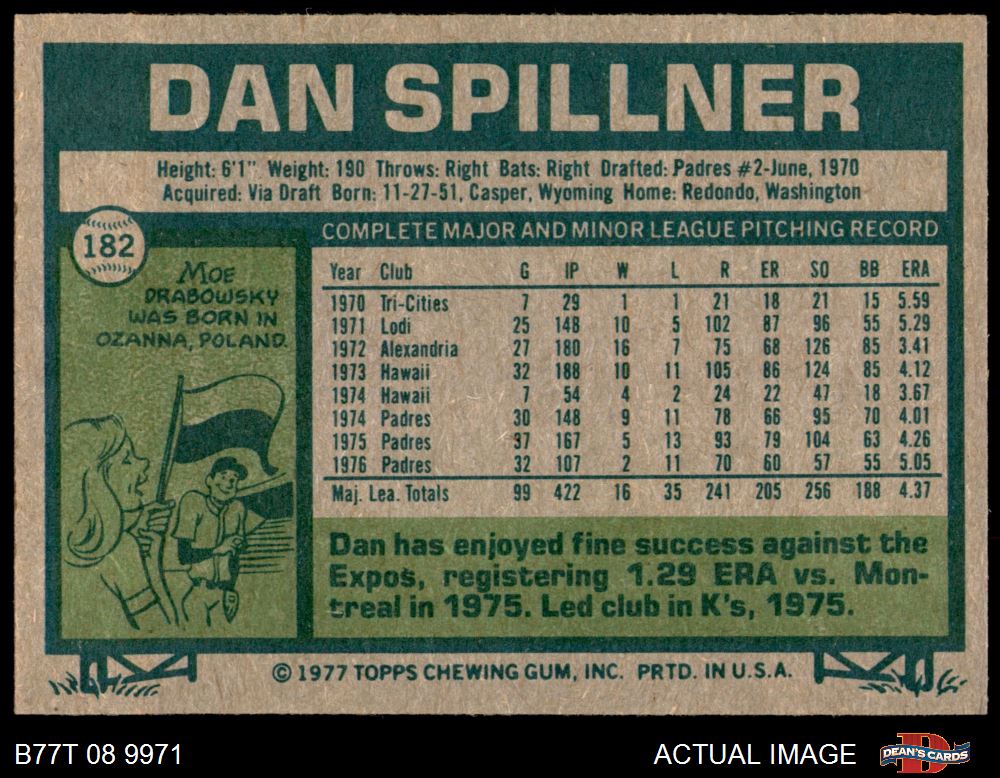 DAN SPILLNER
Height: 6'1" Weight: 190 Throws: Right Bats: Right Drafted: Padres #2-June, 1970
Acquired: Via Draft Born: 11-27-51, Casper, Wyoming Home: Redondo, Washington
182
MOE
DRABOWSKY
WAS BORN IN
OZANNA, POLAND.
COMPLETE MAJOR AND MINOR LEAGUE PITCHING RECORD
Year Club G IP W L R ER SO BB ERA
1970 Tri-Cities 7 29 1 1 21 18 21 15 5.59
1971 Lodi 25 148 10 5 102 87 96 55 5.29
1972 Alexandria 27 180 16 7 75 68 126 85 3.41
1973 Hawaii 32 188 10 11 105 86 124 85 4.12
1974 Hawaii 7 54 4 2 24 22 47 18 3.67
1974 Padres 30 148 9 11 78 66 95 70 4.01
1975 Padres 37 167 5 13 93 79 104 63 4.26
1976 Padres 32 107 2 11 70 60 57 55 5.05
Maj. Lea. Totals 99 422 16 35 241 205 256 188 4.37
Dan has enjoyed fine success against the
Expos, registering 1.29 ERA vs. Mon-
treal in 1975. Led club in K's, 1975.
© 1977 TOPPS CHEWING GUM, INC. PRTD. IN U.S.A.
B77T 08 9971
ACTUAL IMAGE
D
DEAN'S CARDS